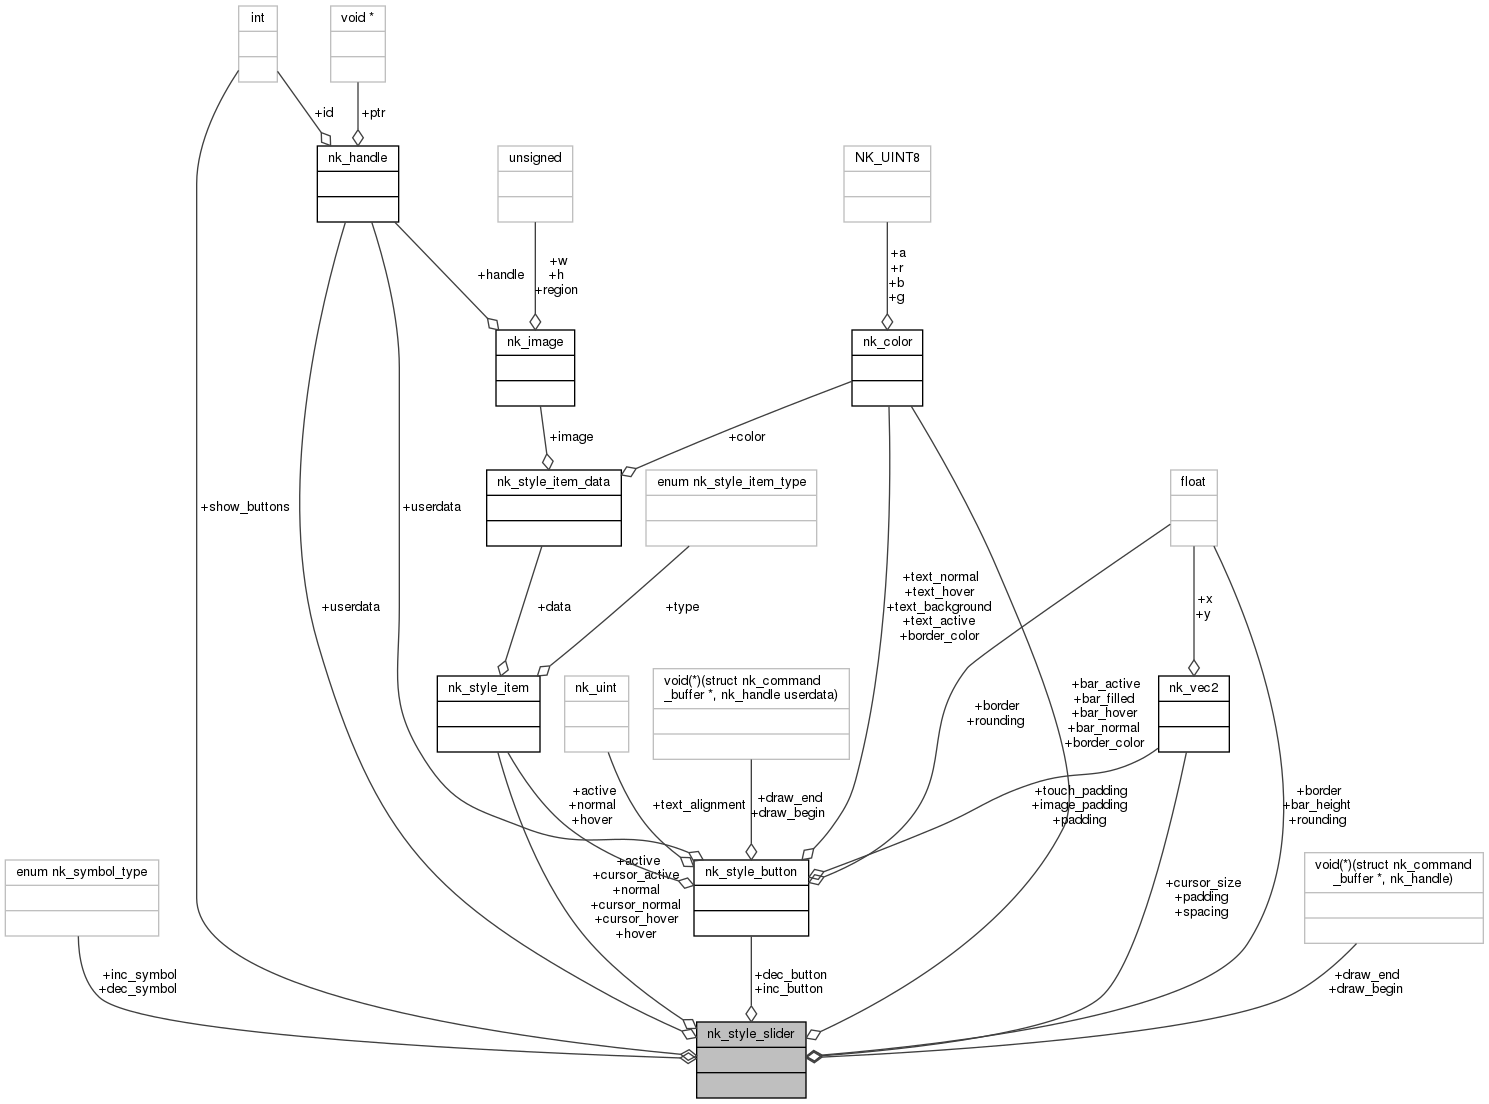 int
void *
+id
+ptr
nk_handle
unsigned
NK_UINT8
+handle
+w
+h
+region
+a
+r
+b
+g
nk_image
nk_color
+image
+color
nk_style_item_data
enum nk_style_item_type
float
+show_buttons
+userdata
+userdata
+data
+type
+text_normal
+text_hover
+text_background
+text_active
+border_color
+x
+y
nk_style_item
nk_uint
void(*)(struct nk_command
_buffer *, nk_handle userdata)
nk_vec2
+border
+rounding
+bar_active
+bar_filled
+bar_hover
+bar_normal
+border_color
+active
+normal
+hover
+text_alignment
+draw_end
+draw_begin
+touch_padding
+image_padding
+padding
+border
+bar_height
+rounding
enum nk_symbol_type
+active
+cursor_active
+normal
+cursor_normal
+cursor_hover
+hover
nk_style_button
+cursor_size
+padding
+spacing
void(*)(struct nk_command
_buffer *, nk_handle)
+inc_symbol
+dec_symbol
+dec_button
+inc_button
+draw_end
+draw_begin
nk_style_slider